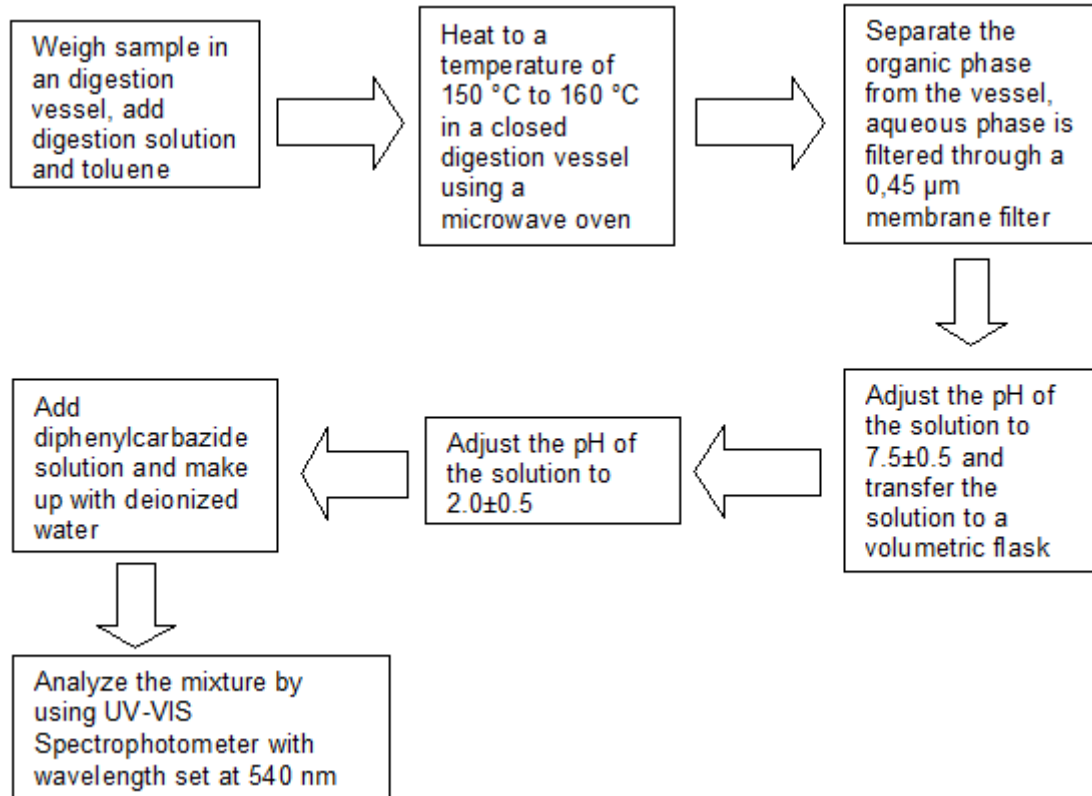 Weigh sample in
an digestion
vessel, add
digestion solution
and toluene
Heat to a
temperature of
150 °C to 160 °C
in a closed
digestion vessel
using a
microwave oven
Separate the
organic phase
from the vessel,
aqueous phase is
filtered through a
0,45 µm
membrane filter
Adjust the pH of
the solution to
7.5±0.5 and
transfer the
solution to a
volumetric flask
Adjust the pH of
the solution to
2.0±0.5
Add
diphenylcarbazide
solution and make
up with deionized
water
Analyze the mixture by
using UV-VIS
Spectrophotometer with
wavelength set at 540 nm